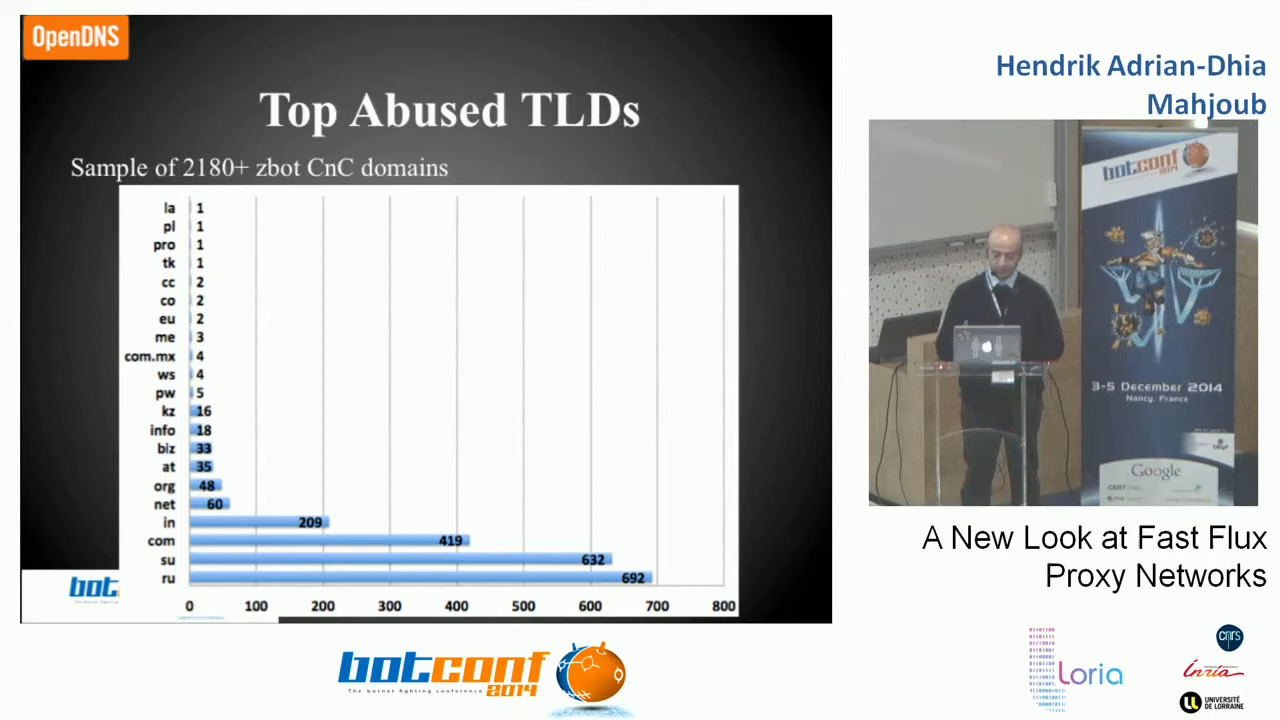 OpenDNS
Top Abused TLDs
Sample of 2180+ zbot CnC domains
la 1
pl 1
pro 1
tk 1
cc 2
co 2
eu 2
me 3
com.mx 4
ws 4
pw 5
kz 16
info 18
biz 33
at 35
org 48
net 60
in 209
com 419
su 632
ru 692
0 100 200 300 400 500 600 700 800
bot
Hendrik Adrian-Dhia
Mahjoub
botconf
2014
3-5 December 2014
Nancy, France
Google
A New Look at Fast Flux
Proxy Networks
botconf
The botnet fighting conference 2014
Loria
cnrs
Inria
UNIVERSITÉ
DE LORRAINE